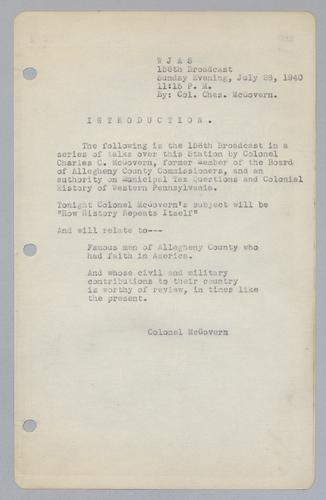 W J A S
156th Broadcast
Sunday Evening, July 28, 1940
11:15 P. M.
By: Col. Chas. McGovern.
I N T R O D U C T I O N .
The following is the 156th Broadcast in a
series of talks over this Station by Colonel
Charles C. McGovern, former Member of the Board
of Allegheny County Commissioners, and an
authority on Municipal Tax Questions and Colonial
History of Western Pennsylvania.
Tonight Colonel McGovern's subject will be
"How History Repeats Itself"
And will relate to---
Famous men of Allegheny County who
had faith in America.
And whose civil and military
contributions to their country
is worthy of review, in times like
the present.
Colonel McGovern